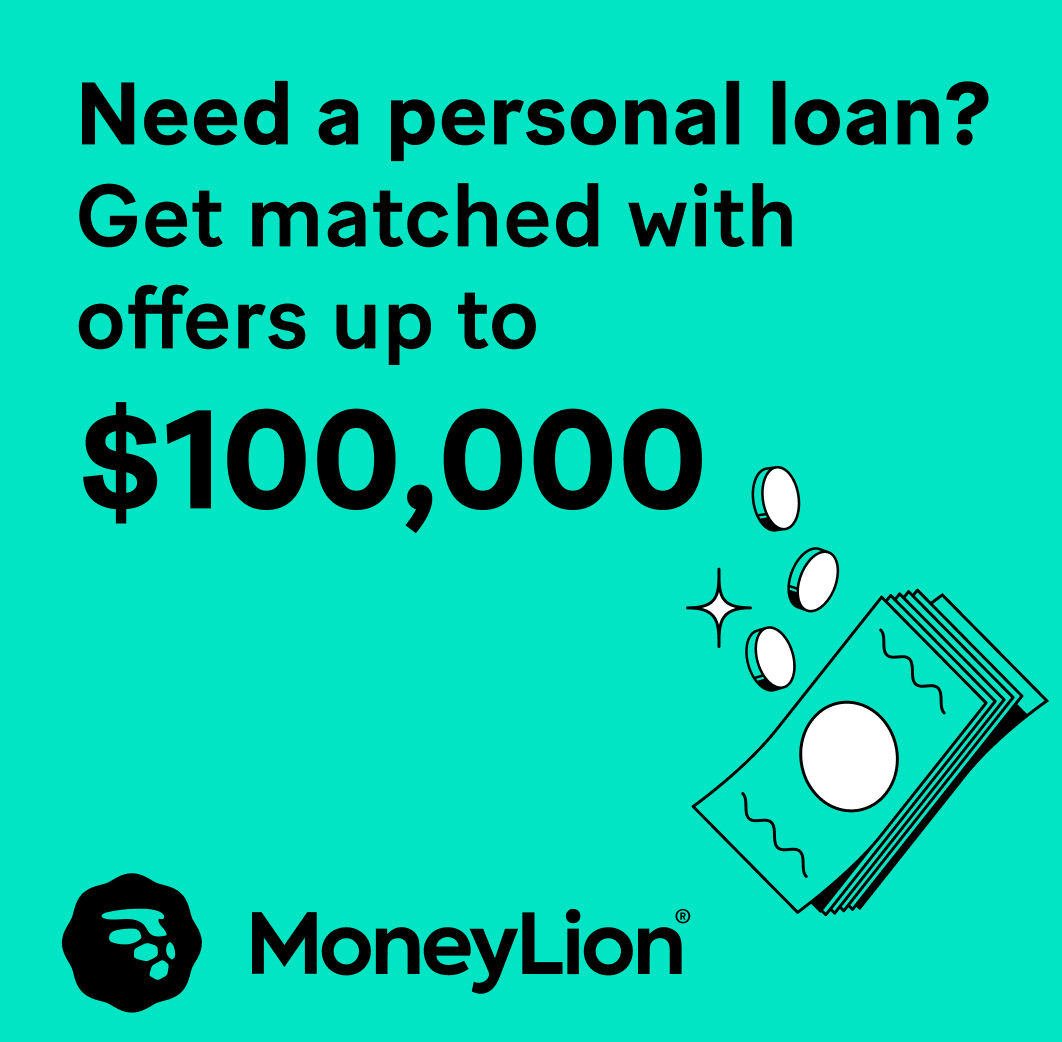 Need a personal loan?
Get matched with
offers up to
$100,000
MoneyLion®